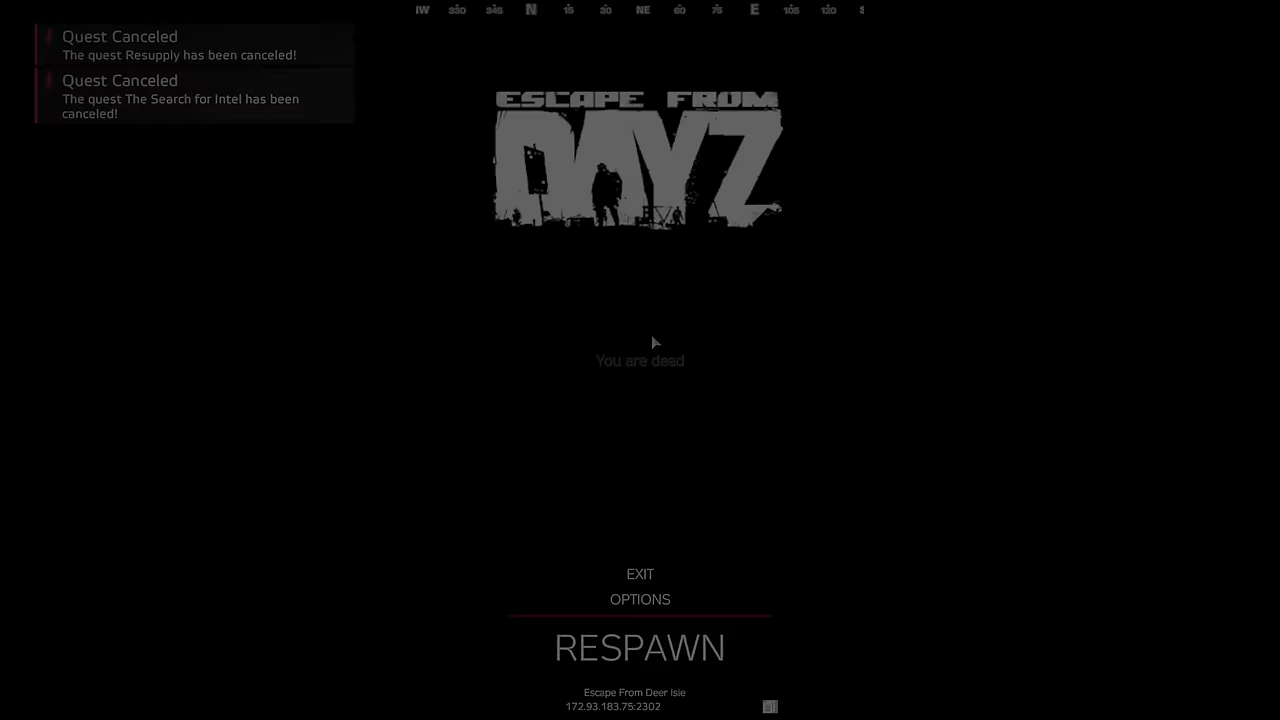 IW 330 345 N 15 30 NE 60 75 E 105 120
Quest Canceled
The quest Resupply has been canceled!
Quest Canceled
The quest The Search for Intel has been
canceled!
ESCAPE FROM
DAYZ
You are dead
EXIT
OPTIONS
RESPAWN
Escape From Deer Isle
172.93.183.75:2302